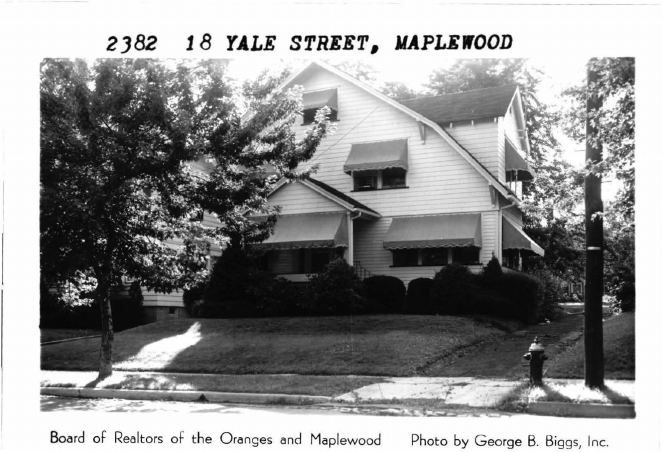 2382 18 YALE STREET, MAPLEWOOD
Board of Realtors of the Oranges and Maplewood Photo by George B. Biggs, Inc.